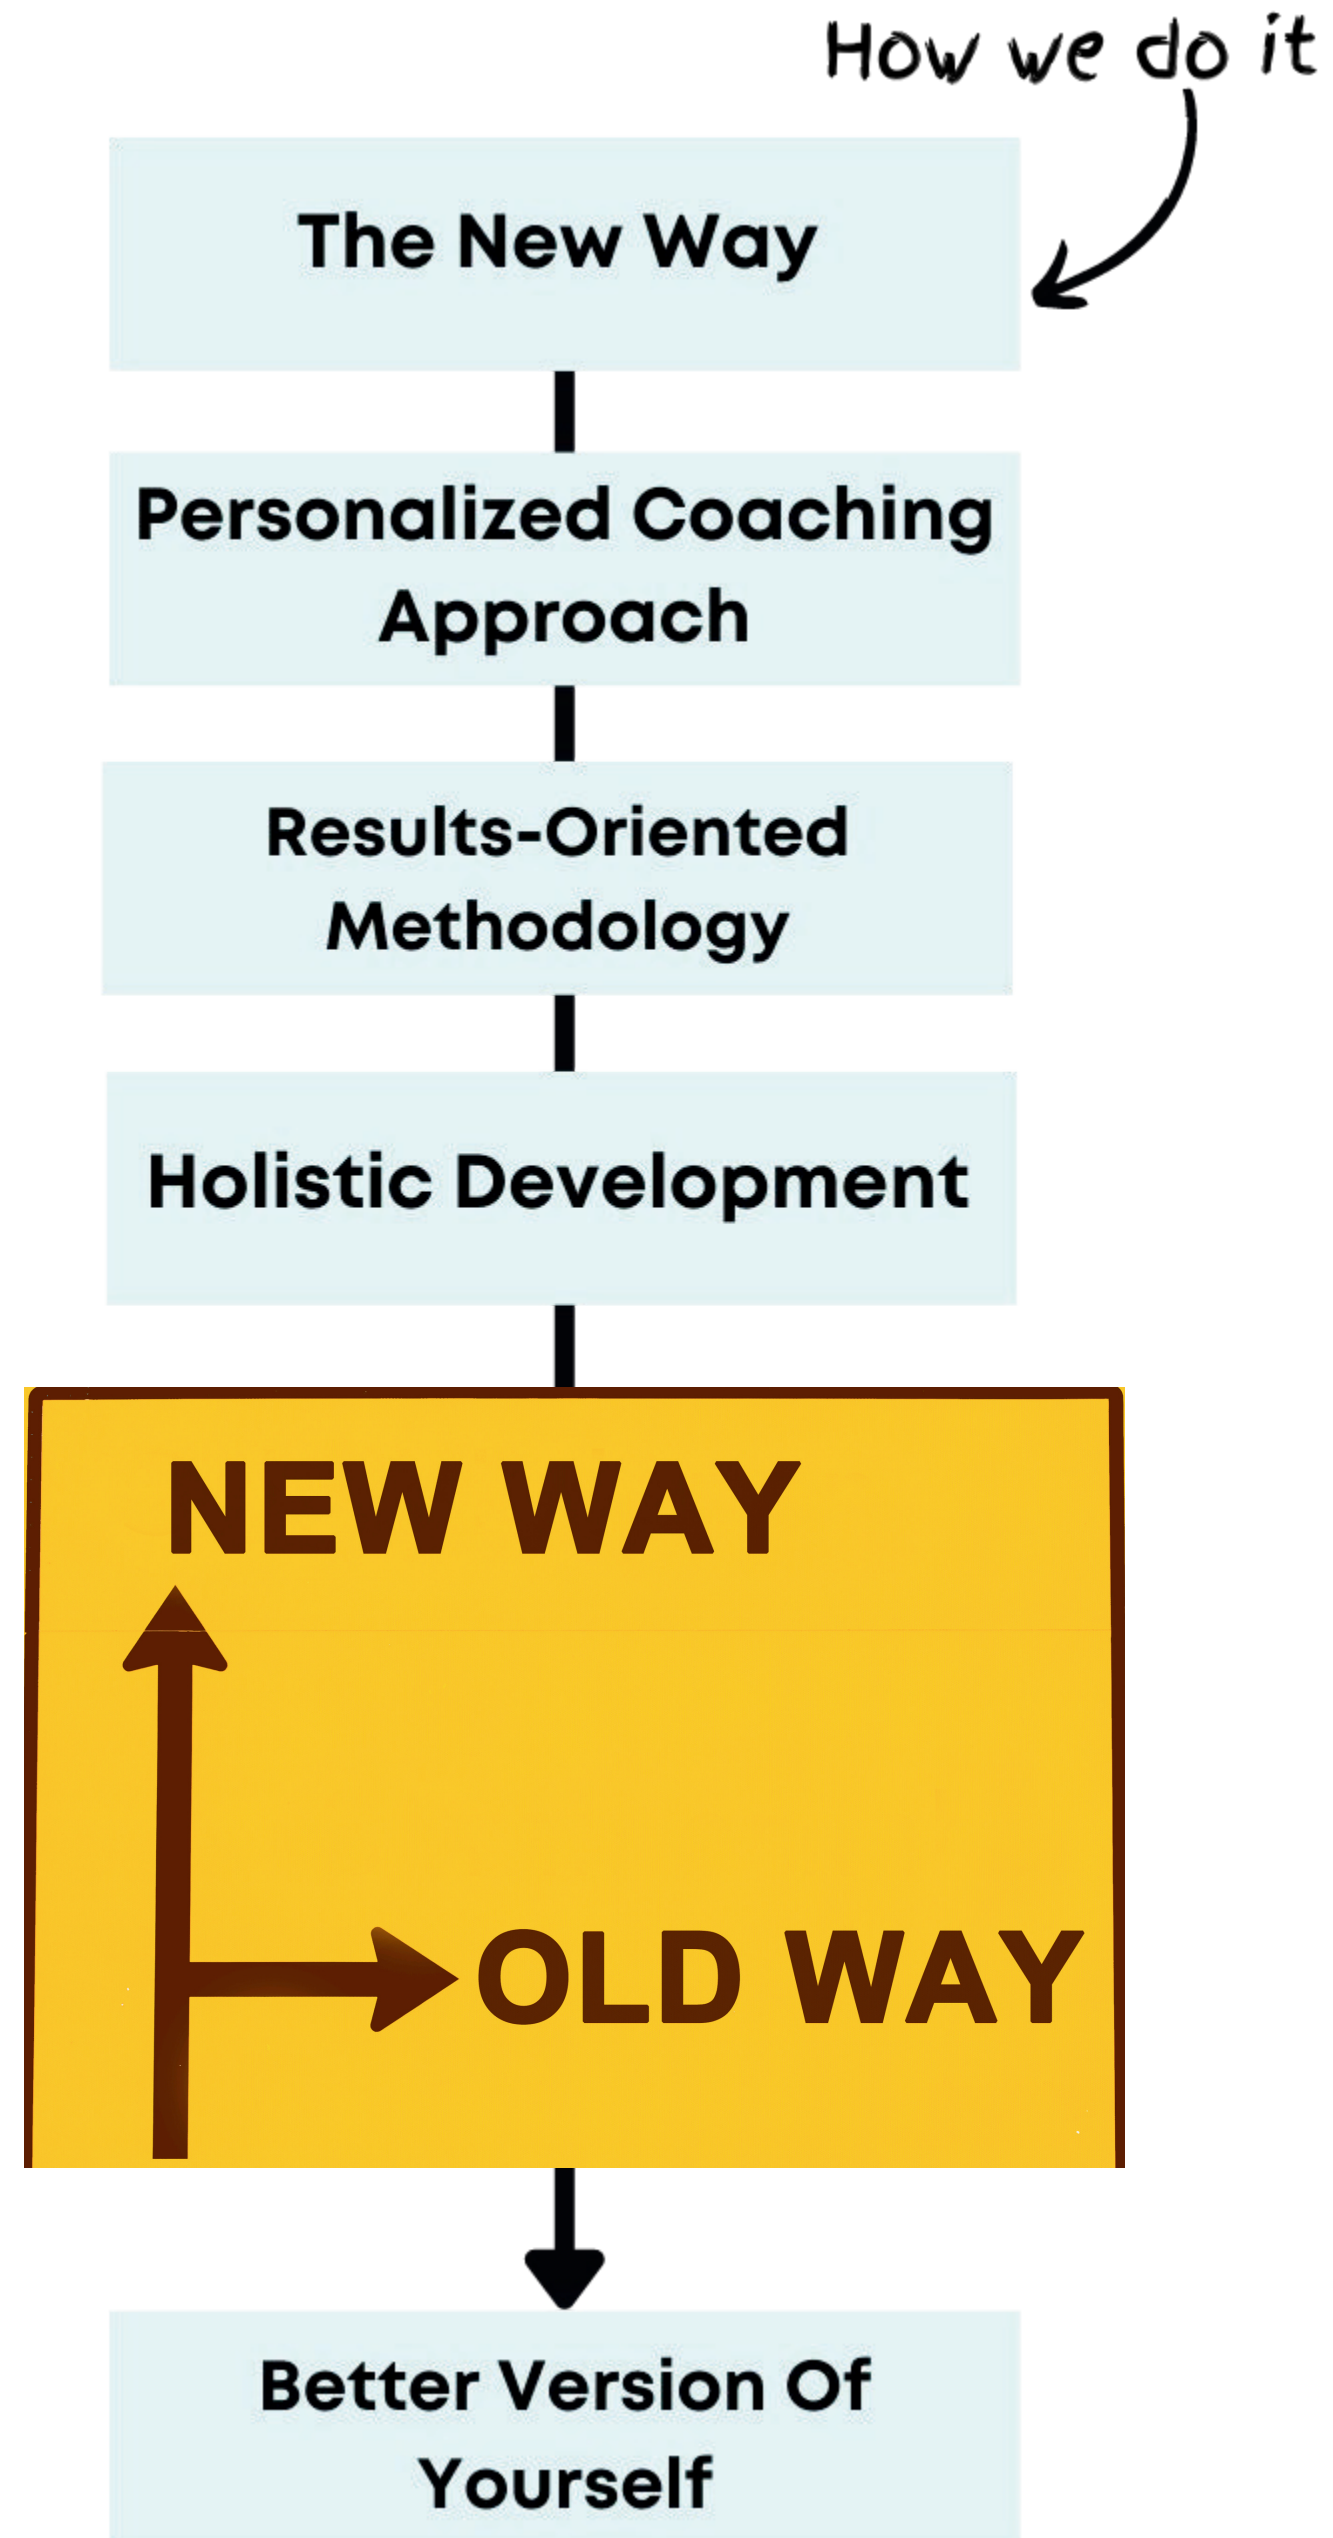 How we do it
The New Way
Personalized Coaching
Approach
Results-Oriented
Methodology
Holistic Development
NEW WAY
OLD WAY
Better Version Of
Yourself